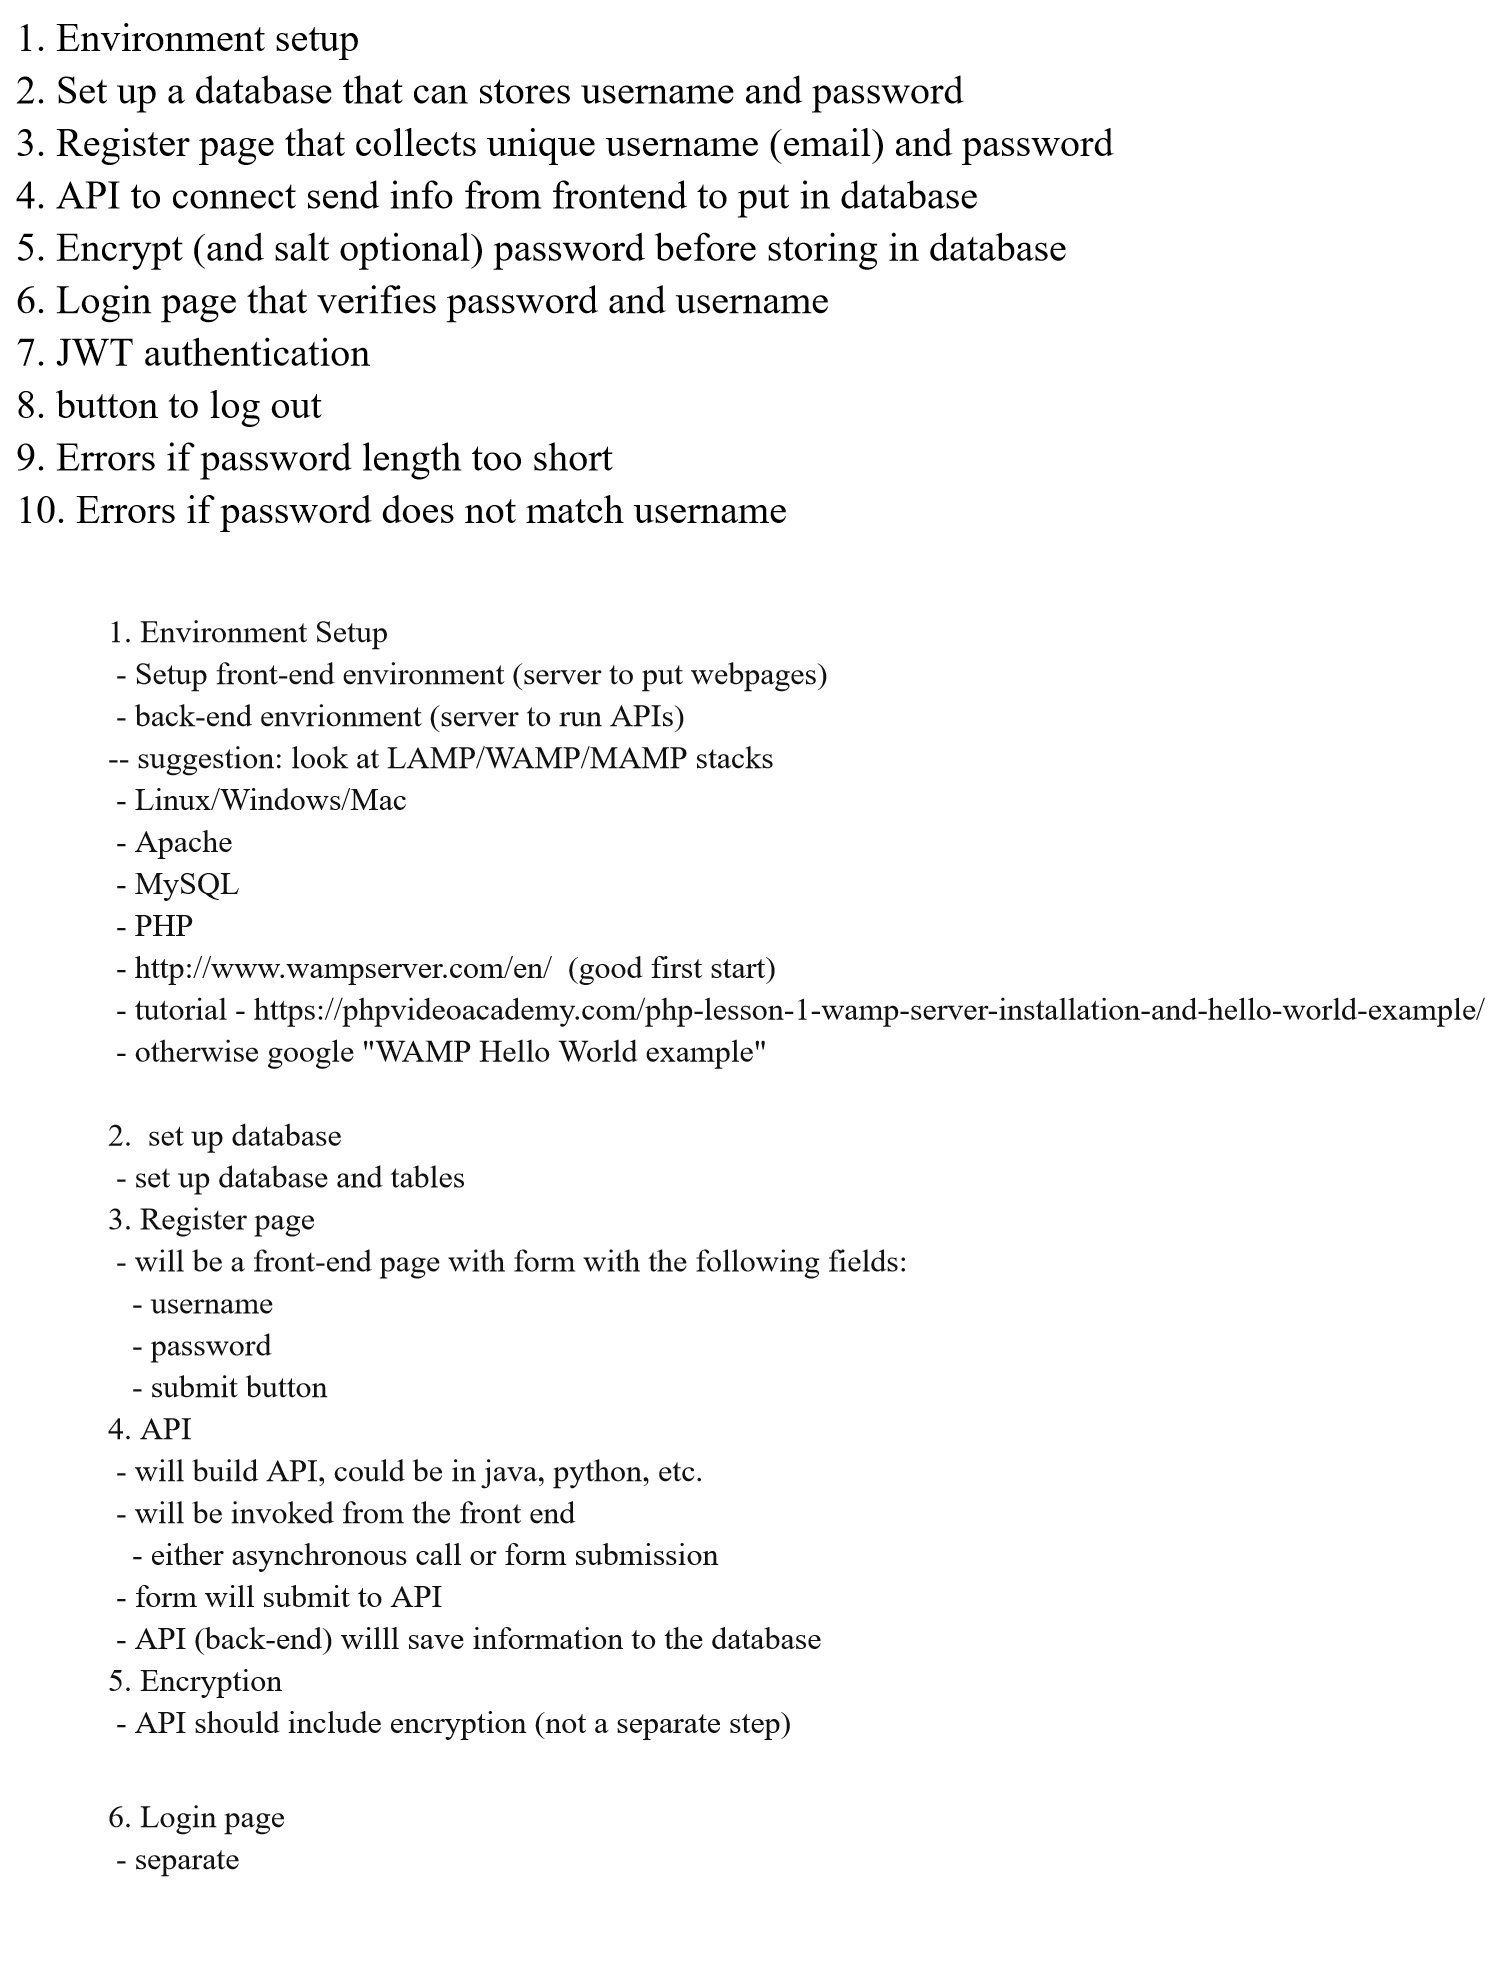 1. Environment setup
2. Set up a database that can stores username and password
3. Register page that collects unique username (email) and password
4. API to connect send info from frontend to put in database
5. Encrypt (and salt optional) password before storing in database
6. Login page that verifies password and username
7. JWT authentication
8. button to log out
9. Errors if password length too short
10. Errors if password does not match username
1. Environment Setup
- Setup front-end environment (server to put webpages)
- back-end envrionment (server to run APIs)
-- suggestion: look at LAMP/WAMP/MAMP stacks
- Linux/Windows/Mac
- Apache
- MySQL
- PHP
- http://www.wampserver.com/en/  (good first start)
- tutorial - https://phpvideoacademy.com/php-lesson-1-wamp-server-installation-and-hello-world-example/
- otherwise google "WAMP Hello World example"
2.  set up database
- set up database and tables
3. Register page
- will be a front-end page with form with the following fields:
- username
- password
- submit button
4. API
- will build API, could be in java, python, etc.
- will be invoked from the front end
- either asynchronous call or form submission
- form will submit to API
- API (back-end) willl save information to the database
5. Encryption
- API should include encryption (not a separate step)
6. Login page
- separate